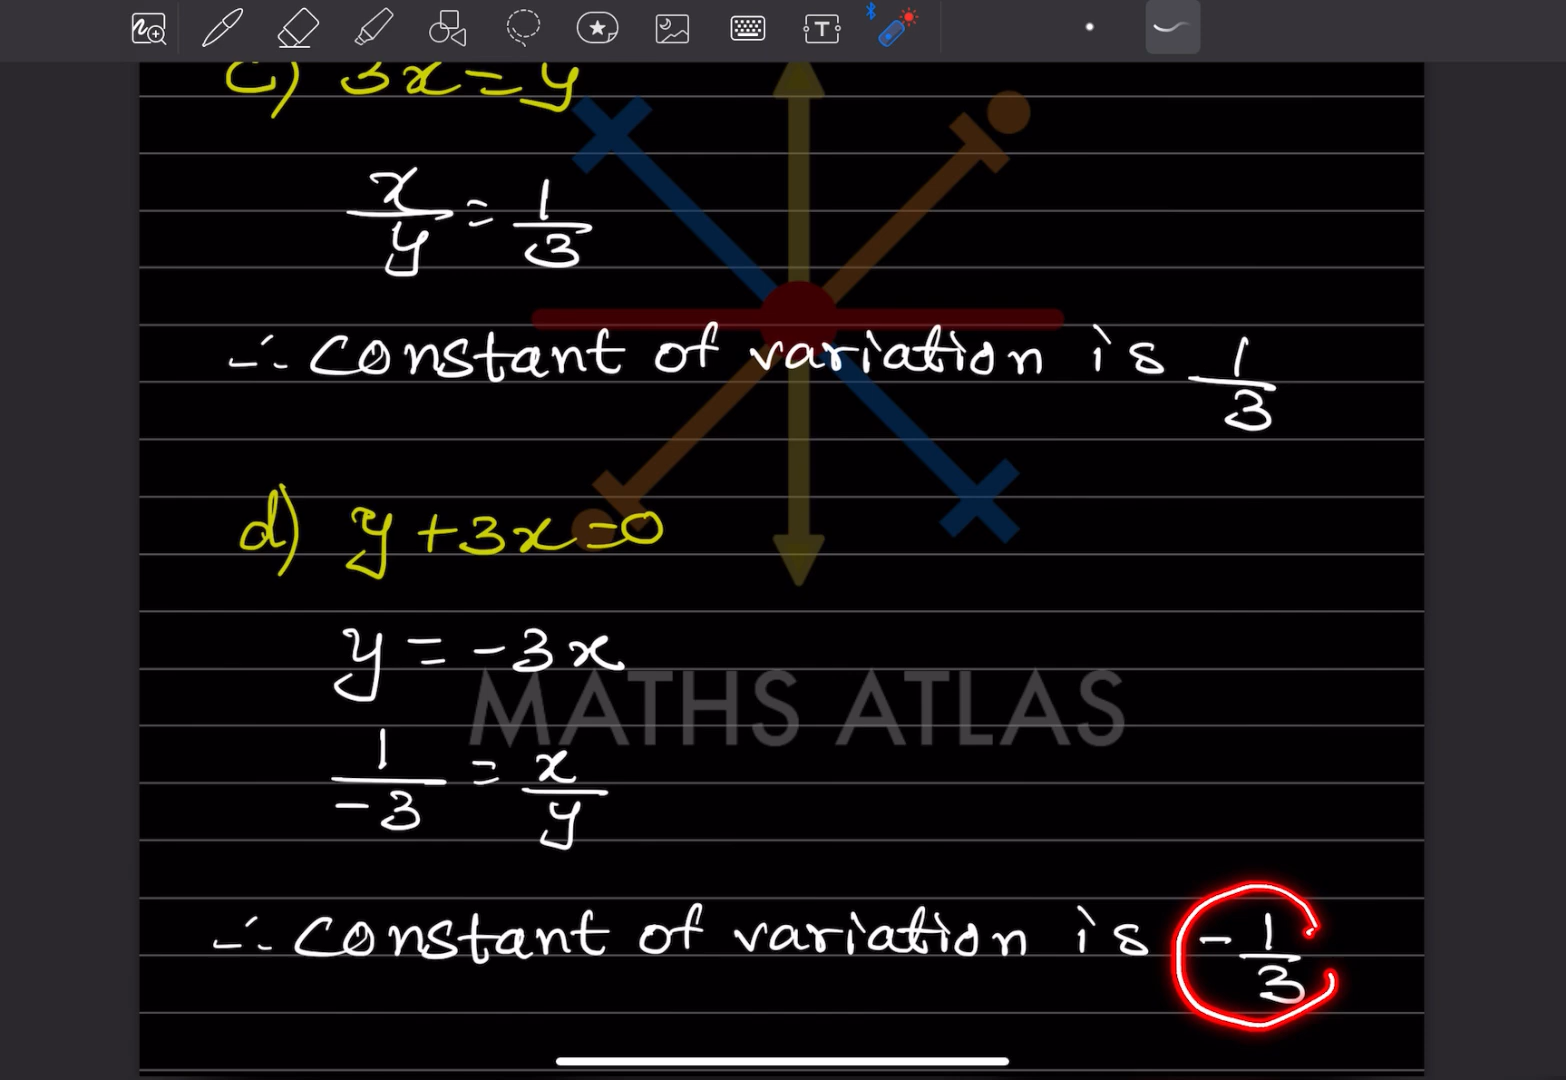 c) 3x = y
x/y = 1/3
∴ constant of variation is 1/3
d) y + 3x = 0
y = -3x
MATHS ATLAS
1/-3 = x/y
∴ constant of variation is -1/3